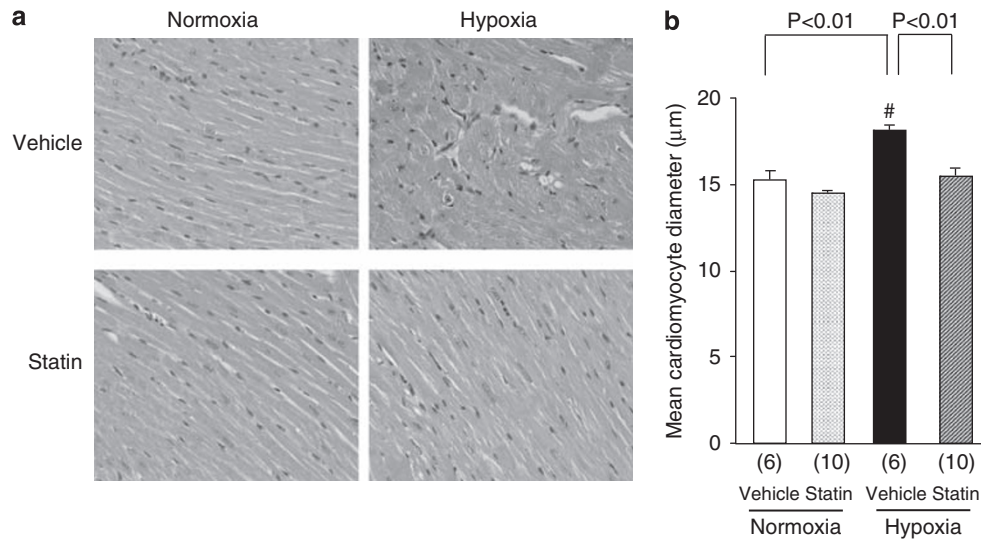 a
Normoxia Hypoxia
Vehicle
Statin
b
P<0.01 P<0.01
Mean cardiomyocyte diameter (μm)
20
#
15
10
5
0
(6) (10) (6) (10)
Vehicle Statin Vehicle Statin
Normoxia Hypoxia